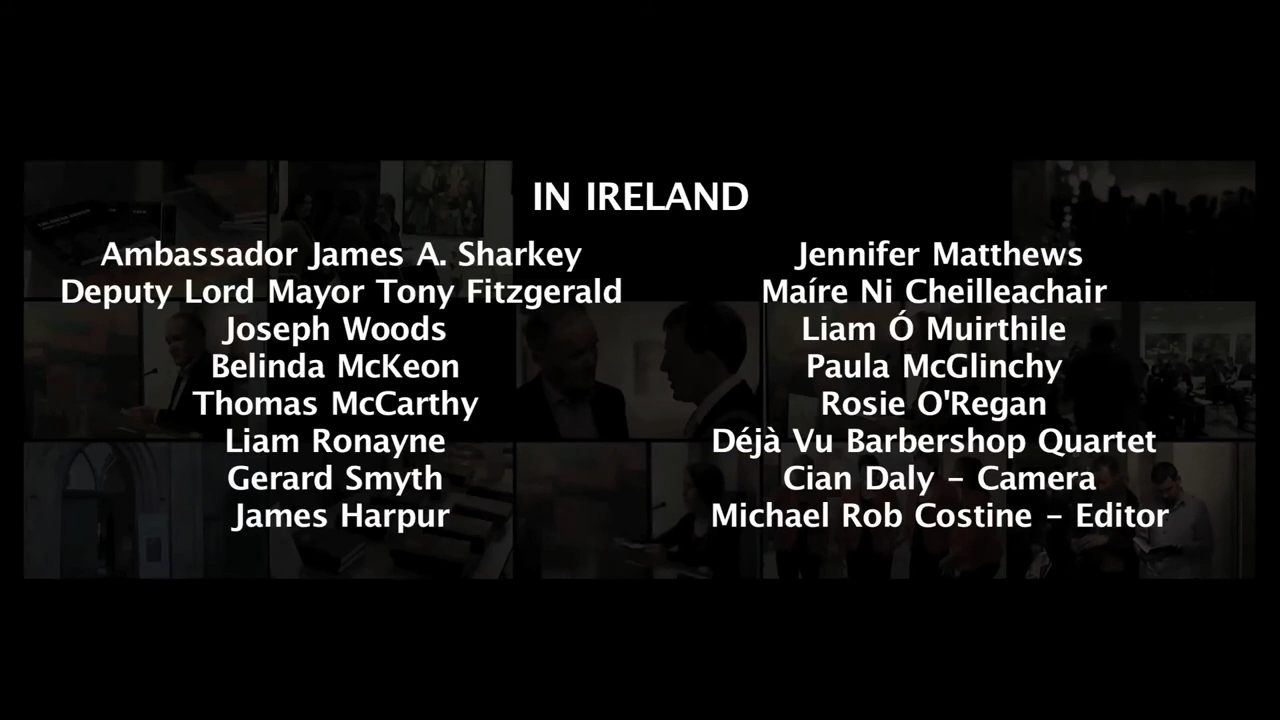 IN IRELAND
Ambassador James A. Sharkey
Deputy Lord Mayor Tony Fitzgerald
Joseph Woods
Belinda McKeon
Thomas McCarthy
Liam Ronayne
Gerard Smyth
James Harpur
Jennifer Matthews
Maíre Ni Cheilleachair
Liam Ó Muirthile
Paula McGlinchy
Rosie O'Regan
Déjà Vu Barbershop Quartet
Cian Daly – Camera
Michael Rob Costine – Editor